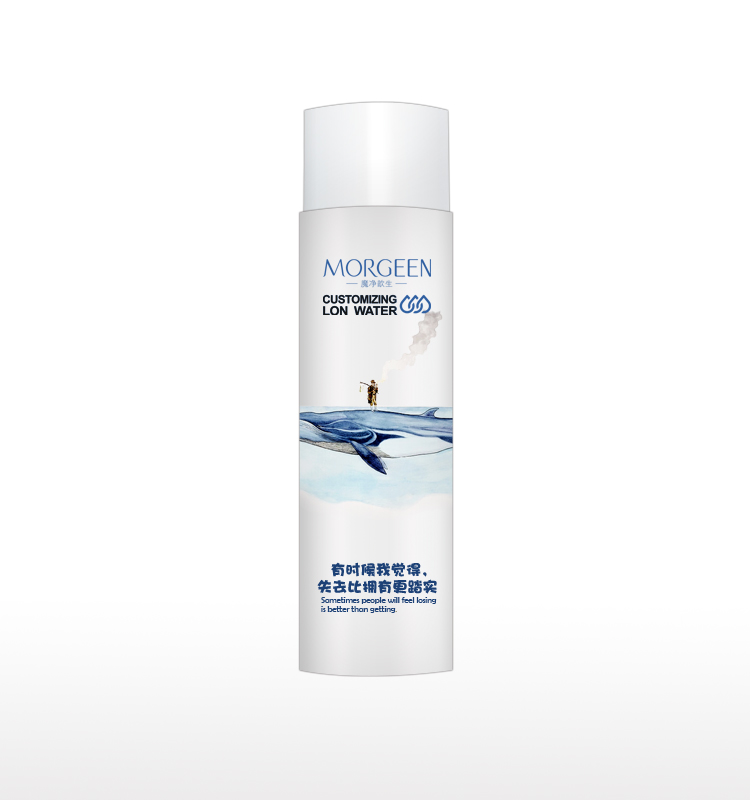 MORGEEN
魔净飲生
CUSTOMIZING
LON WATER
有时候我觉得，
失去比拥有更踏实
Sometimes people will feel losing
is better than getting.